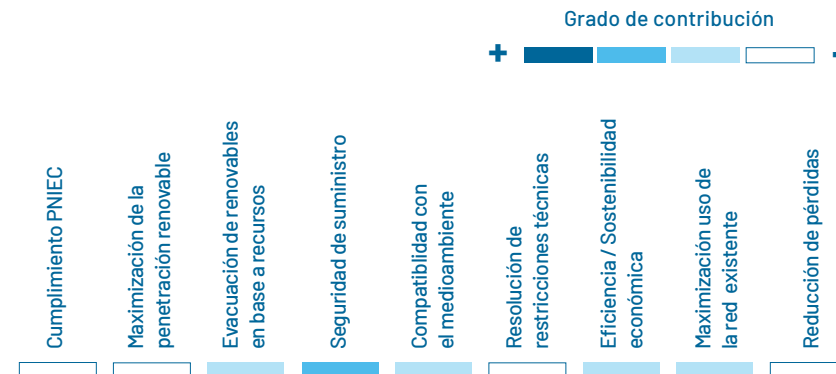 Grado de contribución
+
-
Cumplimiento PNIEC
Maximización de la
penetración renovable
Evacuación de renovables
en base a recursos
Seguridad de suministro
Compatiblidad con
el medioambiente
Resolución de
restricciones técnicas
Eficiencia / Sostenibilidad
económica
Maximización uso de
la red existente
Reducción de pérdidas